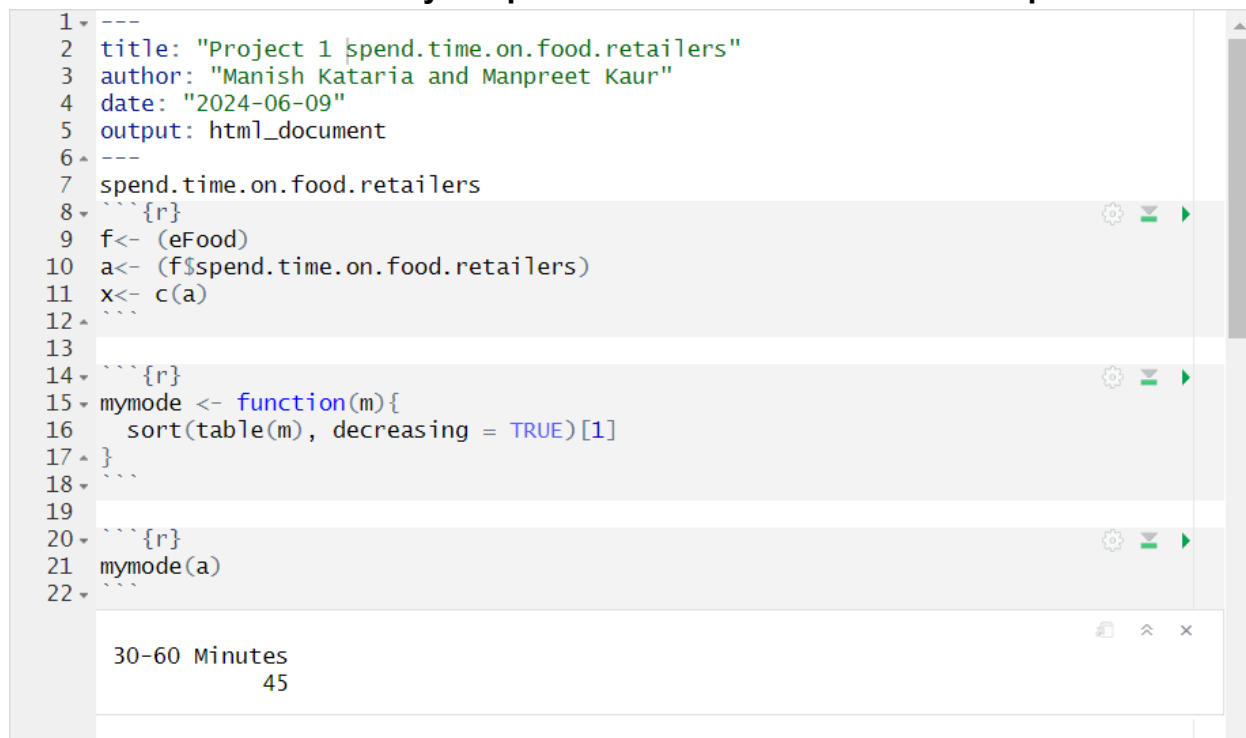 1 ---
2 title: "Project 1 spend.time.on.food.retailers"
3 author: "Manish Kataria and Manpreet Kaur"
4 date: "2024-06-09"
5 output: html_document
6 ---
7 spend.time.on.food.retailers
8 ```{r}
9 f<- (eFood)
10 a<- (f$spend.time.on.food.retailers)
11 x<- c(a)
12 ```
13
14 ```{r}
15 mymode <- function(m){
16   sort(table(m), decreasing = TRUE)[1]
17 }
18 ```
19
20 ```{r}
21 mymode(a)
22 ```
30-60 Minutes
45